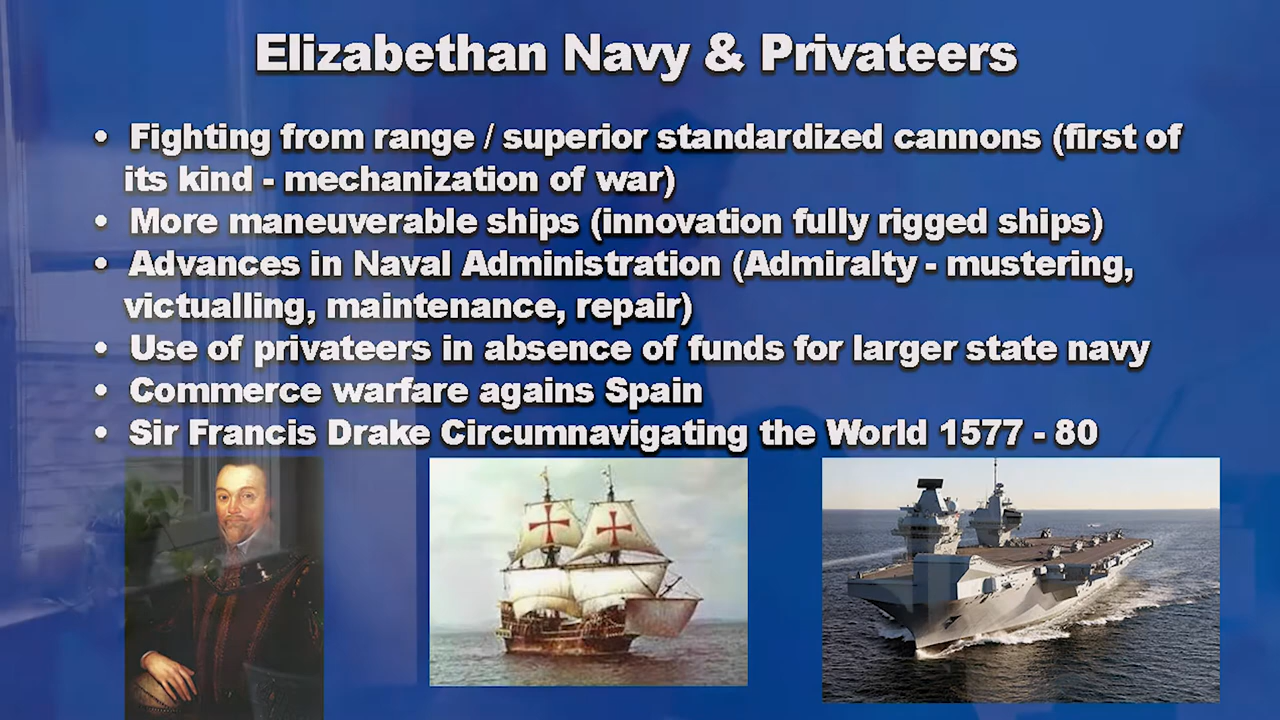 Elizabethan Navy & Privateers
• Fighting from range / superior standardized cannons (first of
its kind - mechanization of war)
• More maneuverable ships (innovation fully rigged ships)
• Advances in Naval Administration (Admiralty - mustering,
victualling, maintenance, repair)
• Use of privateers in absence of funds for larger state navy
• Commerce warfare agains Spain
• Sir Francis Drake Circumnavigating the World 1577 - 80